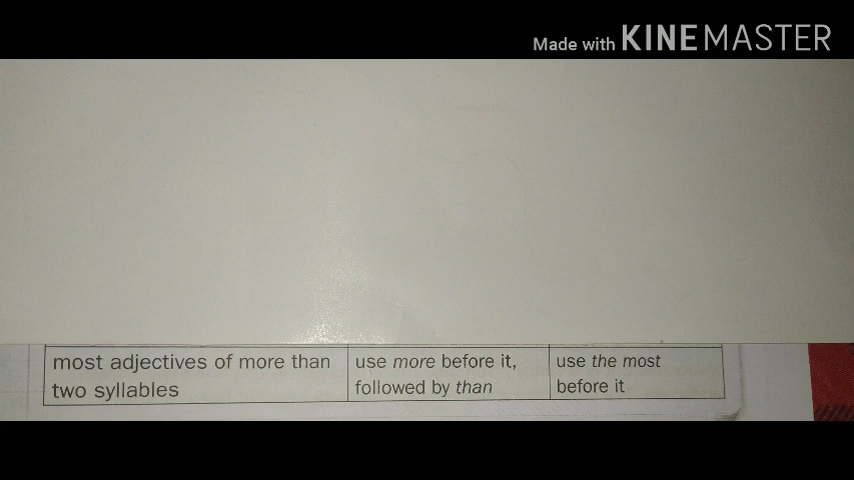 Made with KINEMASTER
most adjectives of more than
two syllables
use more before it,
followed by than
use the most
before it